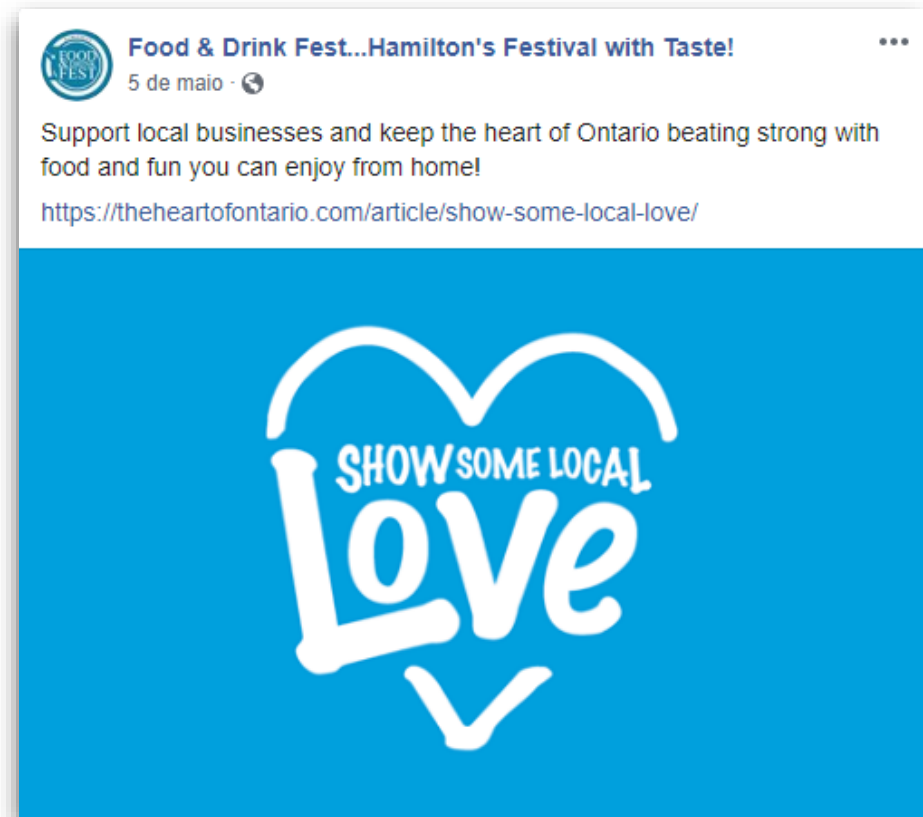 FOOD
FEST
Food & Drink Fest...Hamilton's Festival with Taste!
5 de maio ·
Support local businesses and keep the heart of Ontario beating strong with
food and fun you can enjoy from home!
https://theheartofontario.com/article/show-some-local-love/
SHOW SOME LOCAL
Love